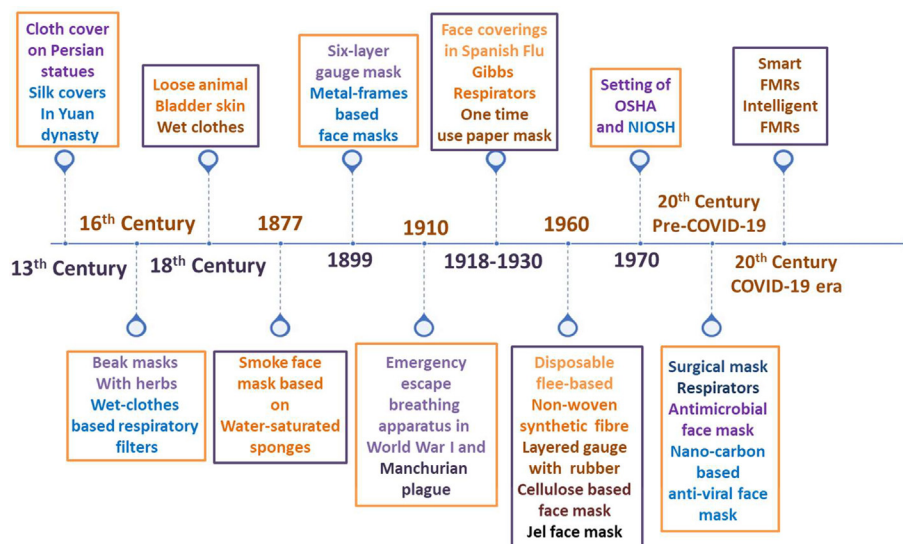 Cloth cover
on Persian
statues
Silk covers
In Yuan
dynasty
Loose animal
Bladder skin
Wet clothes
Six-layer
gauge mask
Metal-frames
based
face masks
Face coverings
in Spanish Flu
Gibbs
Respirators
One time
use paper mask
Setting of
OSHA
and NIOSH
Smart
FMRs
Intelligent
FMRs
16th Century
1877
1910
1960
20th Century
Pre-COVID-19
13th Century
18th Century
1899
1918-1930
1970
20th Century
COVID-19 era
Beak masks
With herbs
Wet-clothes
based respiratory
filters
Smoke face
mask based
on
Water-saturated
sponges
Emergency
escape
breathing
apparatus in
World War I and
Manchurian
plague
Disposable
flee-based
Non-woven
synthetic fibre
Layered gauge
with rubber
Cellulose based
face mask
Jel face mask
Surgical mask
Respirators
Antimicrobial
face mask
Nano-carbon
based
anti-viral face
mask